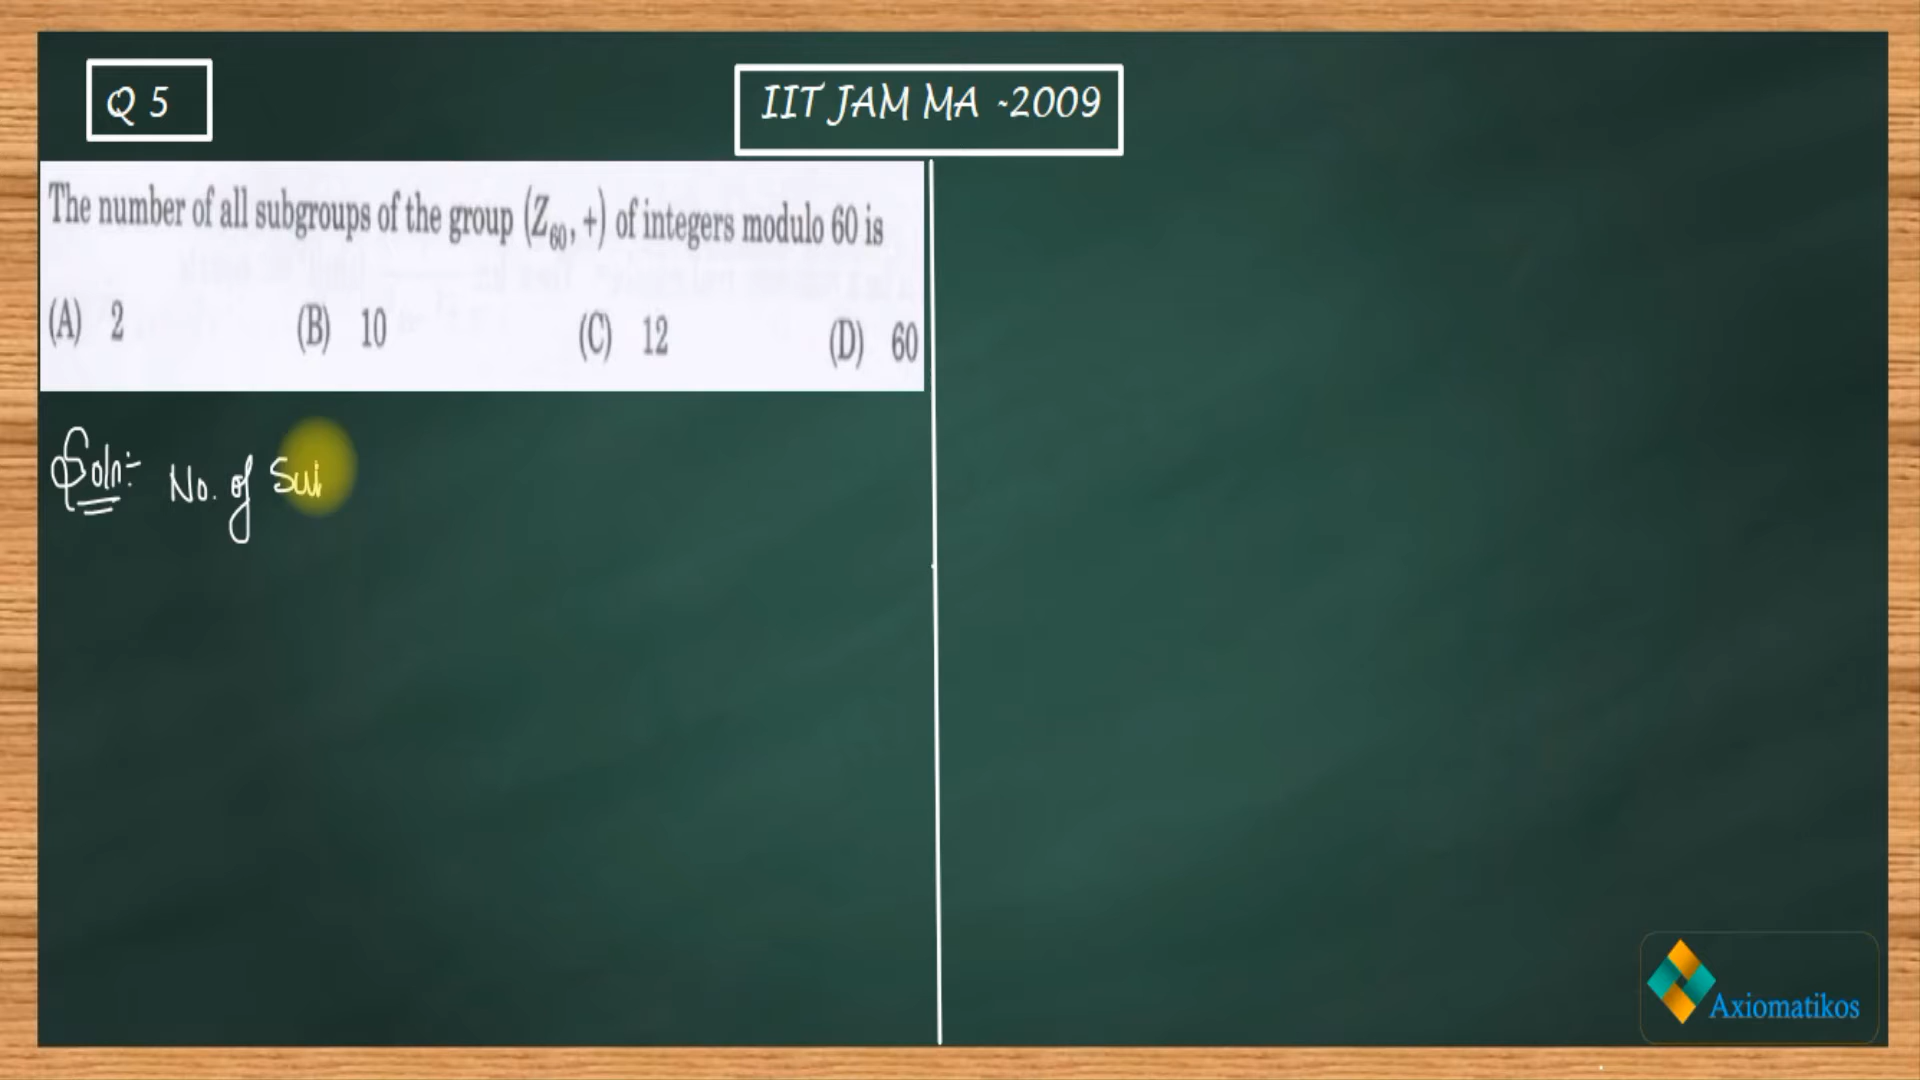 Q 5
IIT JAM MA -2009
The number of all subgroups of the group (Z₆₀, +) of integers modulo 60 is
(A) 2 (B) 10 (C) 12 (D) 60
Soln:- No. of Sui
Axiomatikos